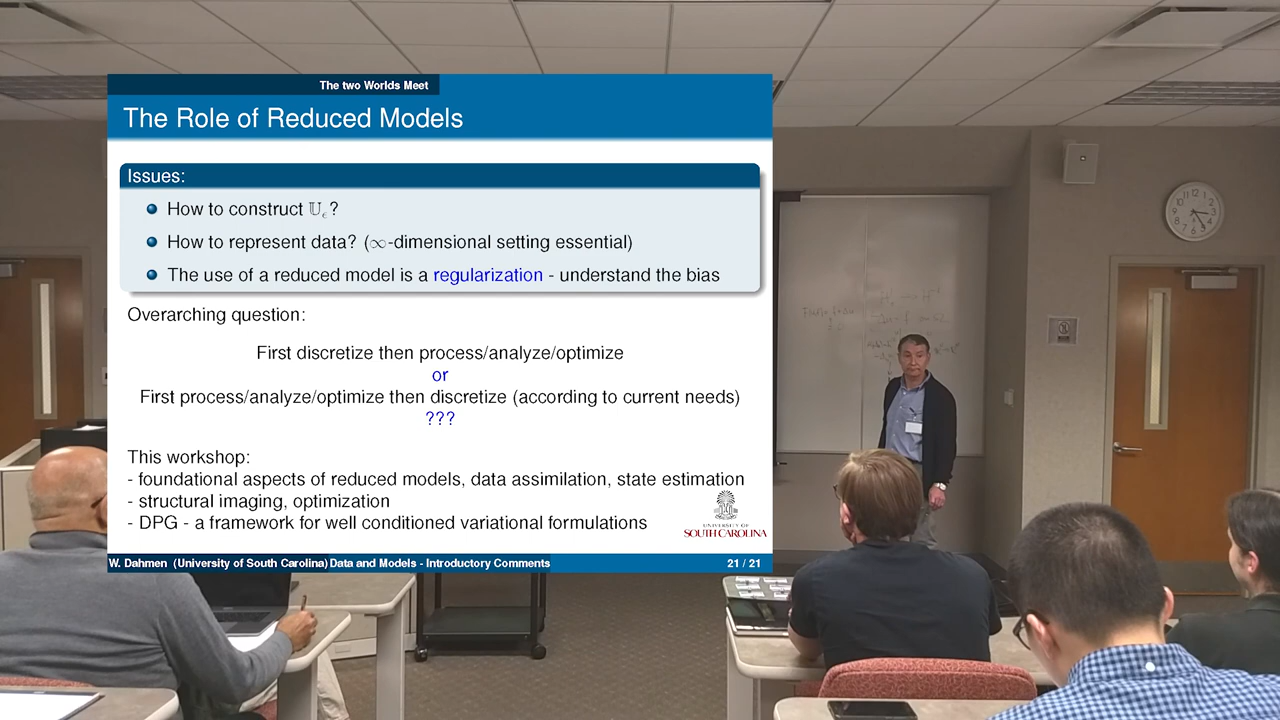 The two Worlds Meet
The Role of Reduced Models
Issues:
How to construct 𝕌ϵ?
How to represent data? (∞-dimensional setting essential)
The use of a reduced model is a regularization - understand the bias
Overarching question:
First discretize then process/analyze/optimize
or
First process/analyze/optimize then discretize (according to current needs)
???
This workshop:
- foundational aspects of reduced models, data assimilation, state estimation
- structural imaging, optimization
- DPG - a framework for well conditioned variational formulations
UNIVERSITY OF
SOUTH CAROLINA
W. Dahmen (University of South Carolina) Data and Models - Introductory Comments 21 / 21